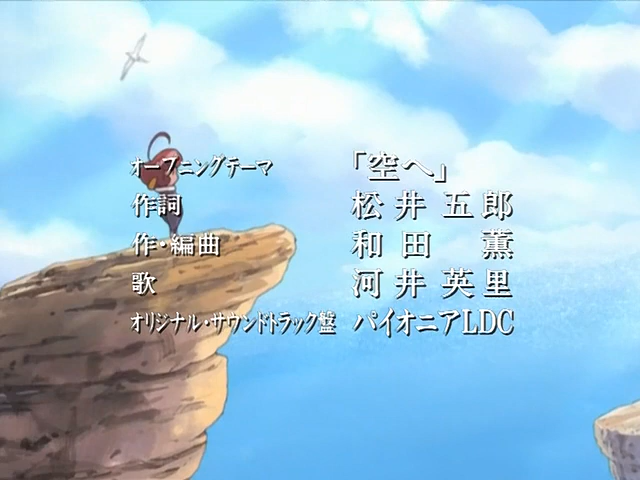 オープニングテーマ 「空へ」
作詞 松井 五郎
作・編曲 和田 薫
歌 河井 英里
オリジナル・サウンドトラック盤 パイオニアLDC